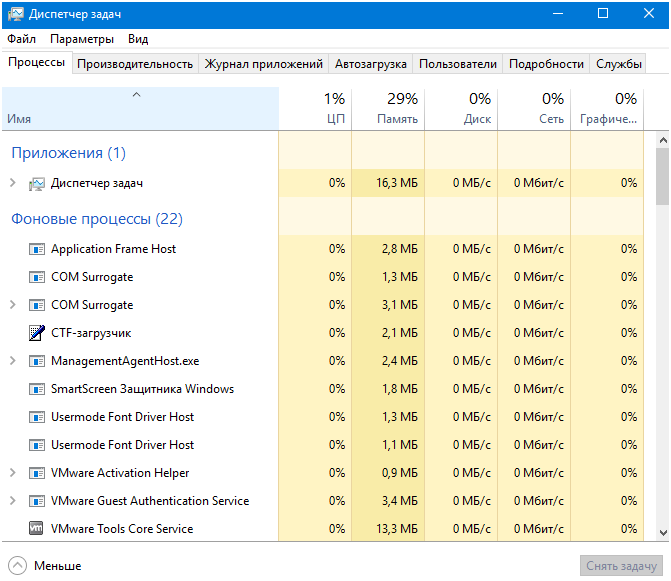 Диспетчер задач
Файл Параметры Вид
Процессы Производительность Журнал приложений Автозагрузка Пользователи Подробности Службы
1% 29% 0% 0% 0%
Имя ЦП Память Диск Сеть Графиче...
Приложения (1)
Диспетчер задач 0% 16,3 МБ 0 МБ/с 0 Мбит/с 0%
Фоновые процессы (22)
Application Frame Host 0% 2,8 МБ 0 МБ/с 0 Мбит/с 0%
COM Surrogate 0% 1,3 МБ 0 МБ/с 0 Мбит/с 0%
COM Surrogate 0% 3,1 МБ 0 МБ/с 0 Мбит/с 0%
CTF-загрузчик 0% 2,1 МБ 0 МБ/с 0 Мбит/с 0%
ManagementAgentHost.exe 0% 2,4 МБ 0 МБ/с 0 Мбит/с 0%
SmartScreen Защитника Windows 0% 1,8 МБ 0 МБ/с 0 Мбит/с 0%
Usermode Font Driver Host 0% 1,3 МБ 0 МБ/с 0 Мбит/с 0%
Usermode Font Driver Host 0% 1,1 МБ 0 МБ/с 0 Мбит/с 0%
VMware Activation Helper 0% 0,9 МБ 0 МБ/с 0 Мбит/с 0%
VMware Guest Authentication Service 0% 3,4 МБ 0 МБ/с 0 Мбит/с 0%
vm VMware Tools Core Service 0% 13,3 МБ 0 МБ/с 0 Мбит/с 0%
Меньше Снять задачу